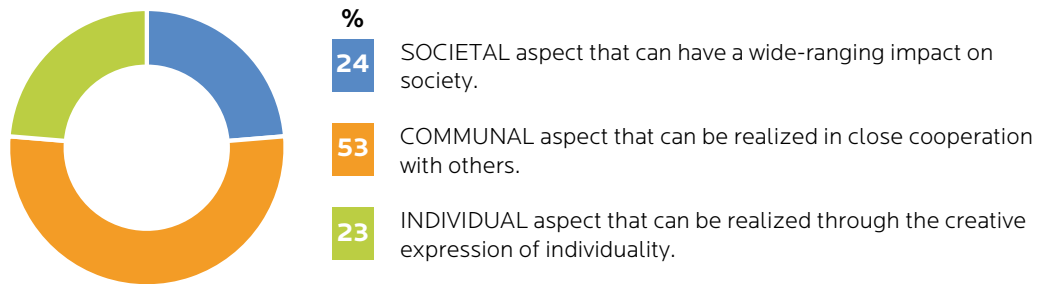 %
24 SOCIETAL aspect that can have a wide-ranging impact on
society.
53 COMMUNAL aspect that can be realized in close cooperation
with others.
23 INDIVIDUAL aspect that can be realized through the creative
expression of individuality.